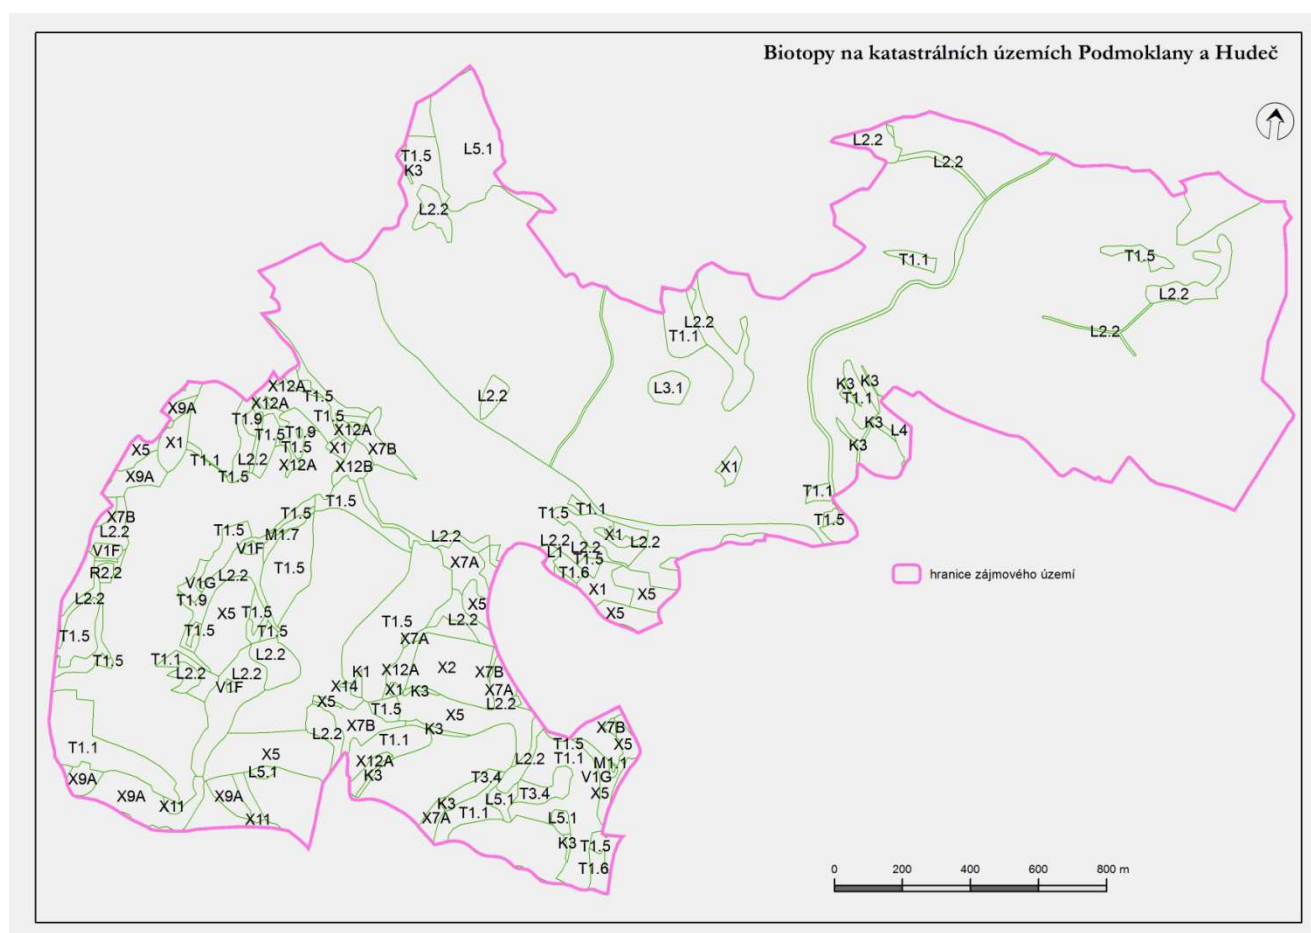 Biotopy na katastrálních územích Podmoklany a Hudeč
L2.2
L5.1
T1.5
L2.2
K3
L2.2
T1.1
T1.5
L2.2
L2.2
T1.1
L2.2
X12A
K3
K3
L3.1
T1.5
L2.2
T1.1
X12A
X9A
T1.5
T1.9
K3
X12A
L4
T1.5
T1.9
X1
K3
T1.5
X1
X7B
X5
T1.1
L2.2
X12A
X12B
X1
X9A
T1.5
T1.1
T1.5
T1.1
T1.5
T1.5
X7B
T1.5
T1.5
L2.2
M1.7
X1
L2.2
L2.2
L2.2
V1F
V1F
L2.2
L1
T1.5
X7A
R2.2
T1.5
L2.2
T1.6
hranice zájmového území
V1G
X1
X5
L2.2
T1.9
X5
X5
T1.5
X5
L2.2
T1.5
T1.5
T1.5
T1.5
X7A
T1.5
T1.1
L2.2
X12A
X2
L2.2
L2.2
K1
X7B
V1F
X14
X1
K3
X7A
X5
L2.2
T1.5
X5
X7B
X7B
L2.2
K3
T1.1
T1.1
X5
T1.5
X5
L2.2
T1.1
X12A
M1.1
L5.1
K3
T3.4
V1G
X9A
X9A
X9A
T3.4
X5
X11
K3
L5.1
X11
X7A
T1.1
L5.1
K3
T1.5
T1.6
0 200 400 600 800 m